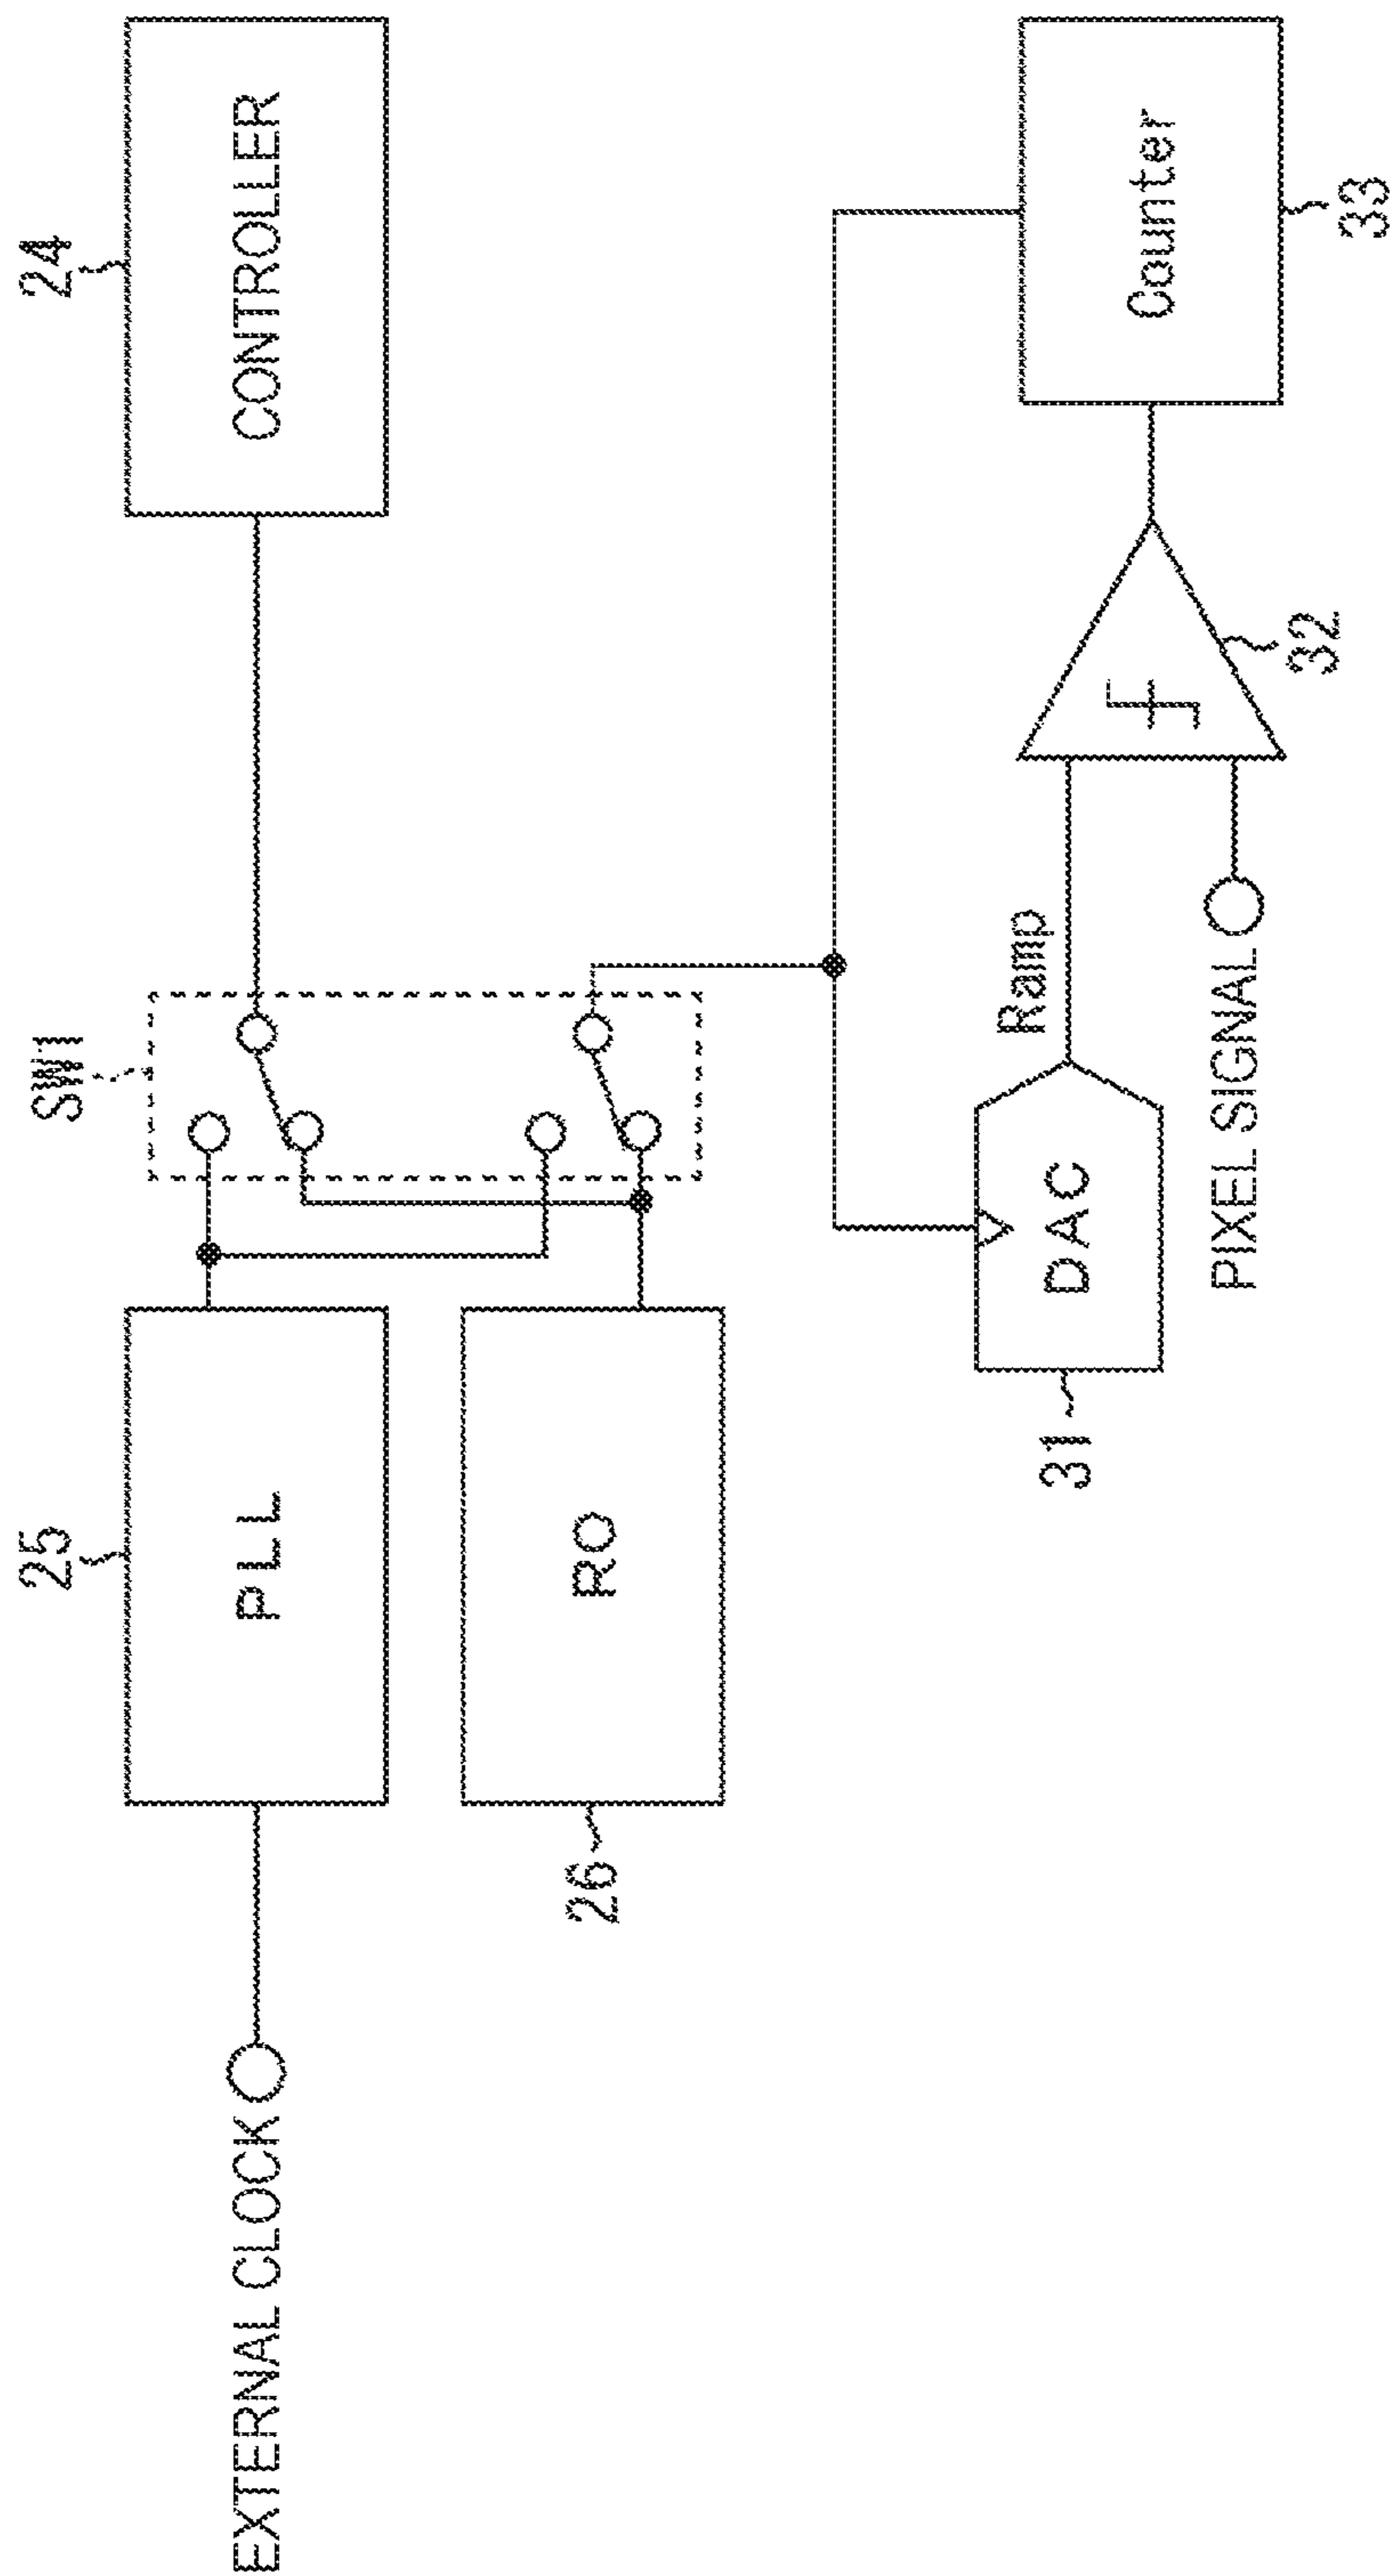 EXTERNAL CLOCK
25
PLL
SW1
24
CONTROLLER
26
RO
31
DAC
Ramp
PIXEL SIGNAL
32
Counter
33